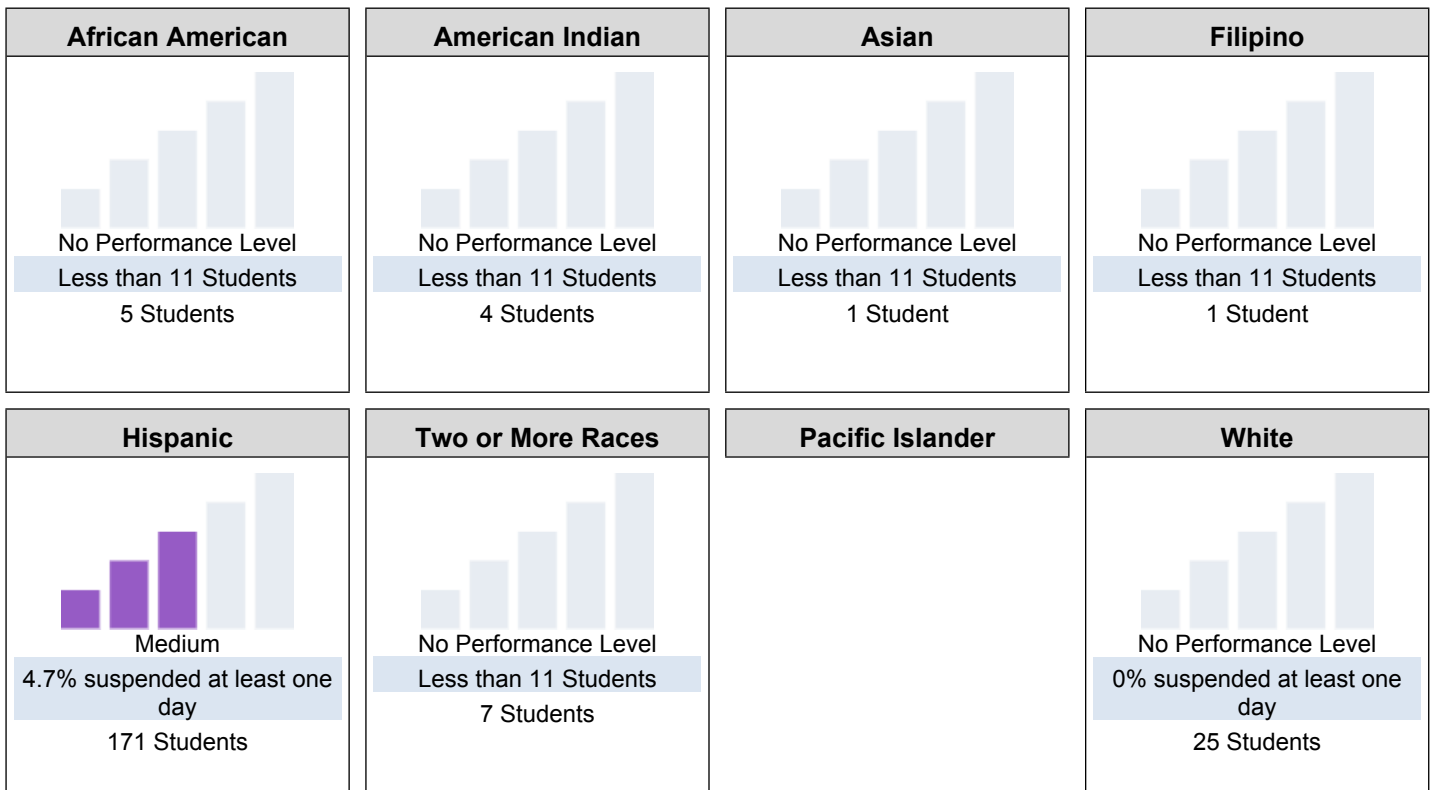 African American
No Performance Level
Less than 11 Students
5 Students
American Indian
No Performance Level
Less than 11 Students
4 Students
Asian
No Performance Level
Less than 11 Students
1 Student
Filipino
No Performance Level
Less than 11 Students
1 Student
Hispanic
Medium
4.7% suspended at least one
day
171 Students
Two or More Races
No Performance Level
Less than 11 Students
7 Students
Pacific Islander
White
No Performance Level
0% suspended at least one
day
25 Students